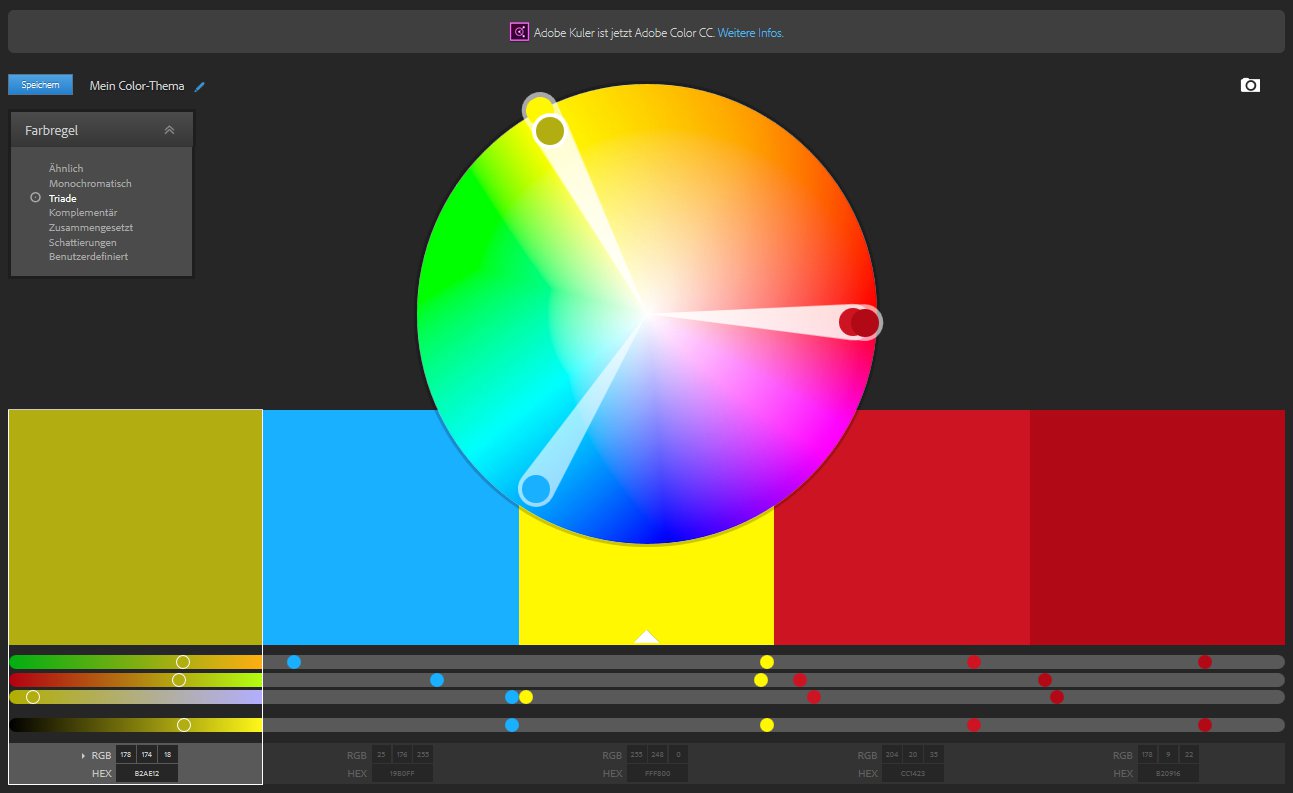 Adobe Kuler ist jetzt Adobe Color CC. Weitere Infos.
Speichern Mein Color-Thema
Farbregel
Ähnlich
Monochromatisch
Triade
Komplementär
Zusammengesetzt
Schattierungen
Benutzerdefiniert
RGB 178 174 18 RGB 25 176 255 RGB 255 248 0 RGB 204 20 35 RGB 178 9 22
HEX B2AE12 HEX 19B0FF HEX FFF800 HEX CC1423 HEX B20916